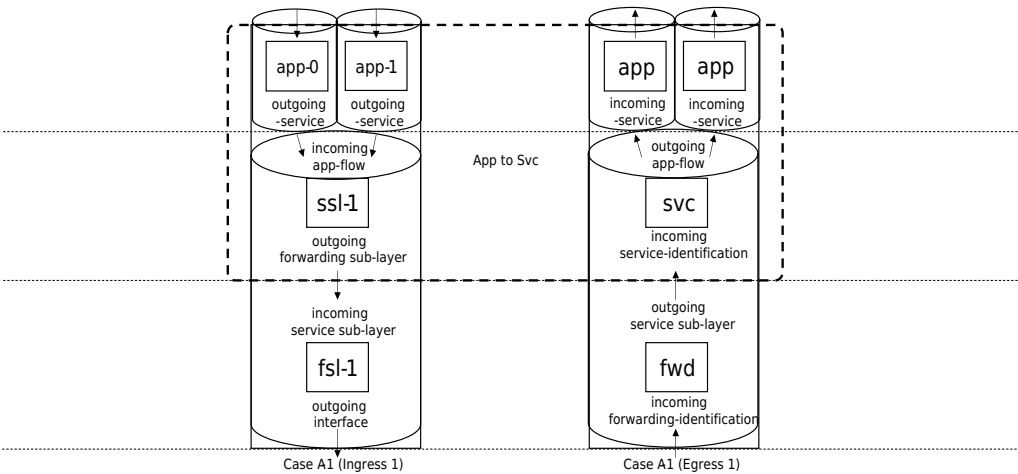 app-0
app-1
outgoing
-service
outgoing
-service
app
app
incoming
-service
incoming
-service
incoming
app-flow
App to Svc
outgoing
app-flow
ssl-1
outgoing
forwarding sub-layer
svc
incoming
service-identification
incoming
service sub-layer
outgoing
service sub-layer
fsl-1
outgoing
interface
fwd
incoming
forwarding-identification
Case A1 (Ingress 1)
Case A1 (Egress 1)